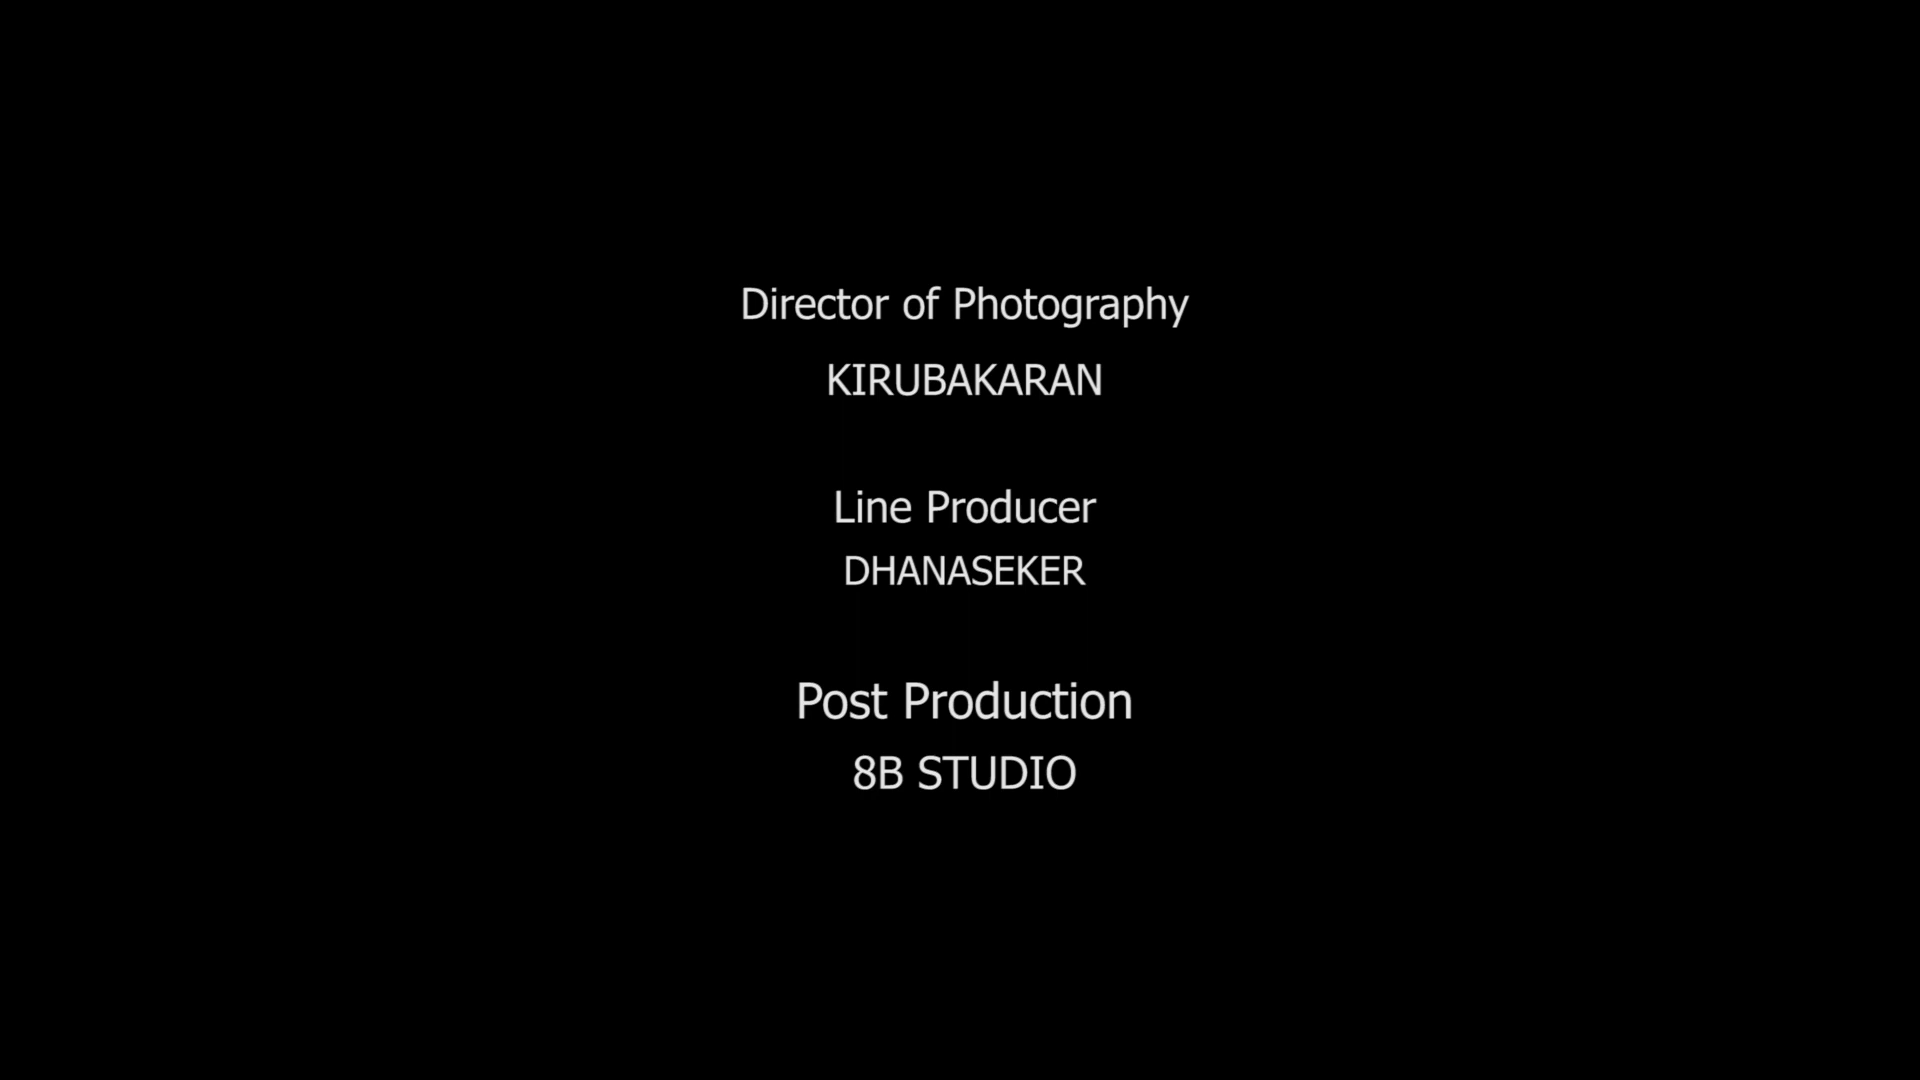 Director of Photography
KIRUBAKARAN
Line Producer
DHANASEKER
Post Production
8B STUDIO